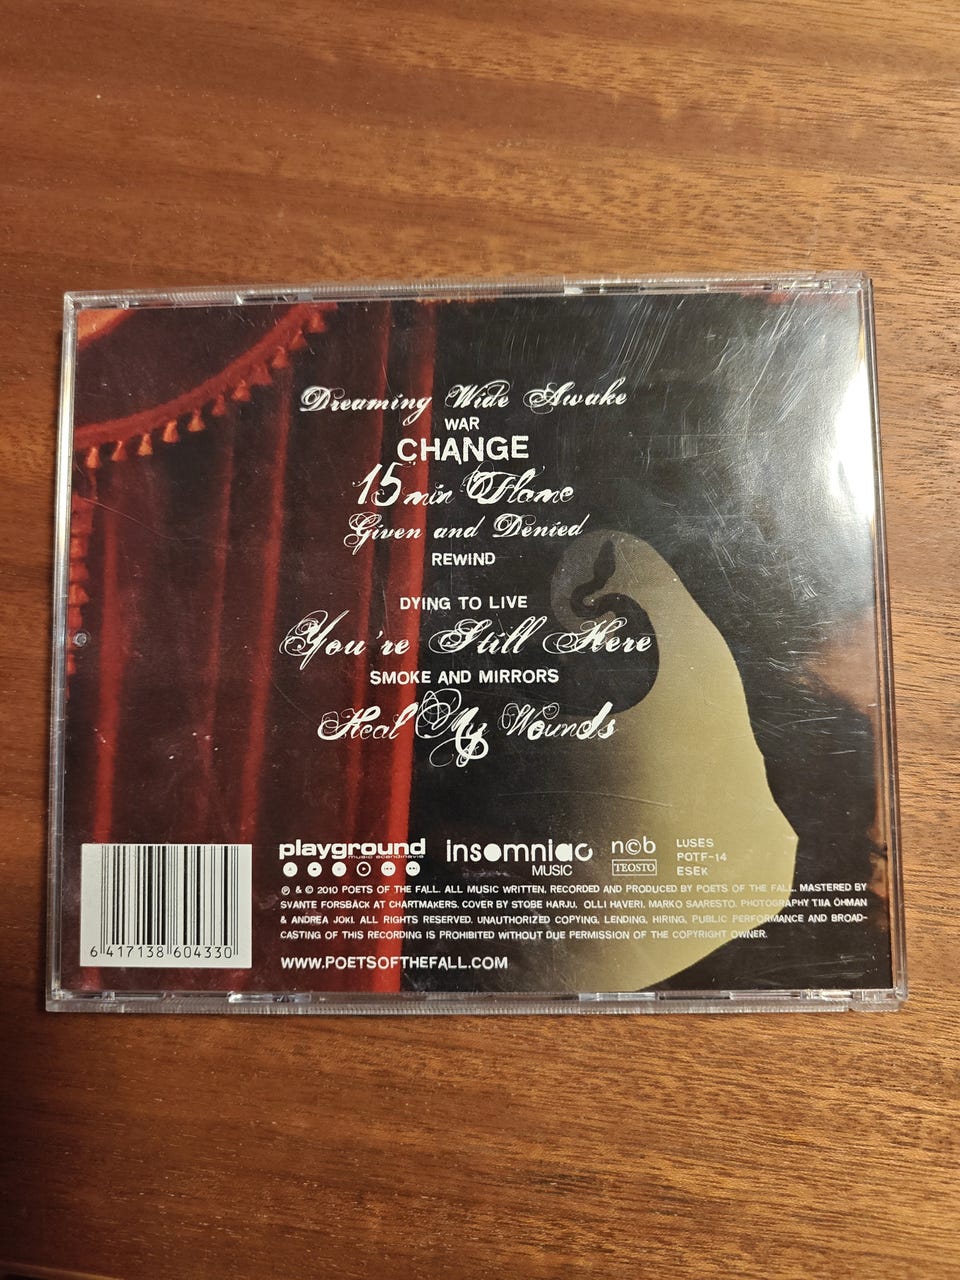 Dreaming Wide Awake
WAR
CHANGE
15 min Flame
Given and Denied
REWIND
DYING TO LIVE
You're Still Here
SMOKE AND MIRRORS
Heal My Wounds
playground
music scandinavia
insomniac
MUSIC
n©b
TEOSTO
LUSES
POTF-14
ESEK
℗ & © 2010 POETS OF THE FALL. ALL MUSIC WRITTEN, RECORDED AND PRODUCED BY POETS OF THE FALL. MASTERED BY
SVANTE FORSBÄCK AT CHARTMAKERS. COVER BY STOBE HARJU, OLLI HAVERI, MARKO SAARESTO. PHOTOGRAPHY TIIA ÖHMAN
& ANDREA JOKI. ALL RIGHTS RESERVED. UNAUTHORIZED COPYING, LENDING, HIRING, PUBLIC PERFORMANCE AND BROAD-
CASTING OF THIS RECORDING IS PROHIBITED WITHOUT DUE PERMISSION OF THE COPYRIGHT OWNER.
WWW.POETSOFTHEFALL.COM
6 417138 604330